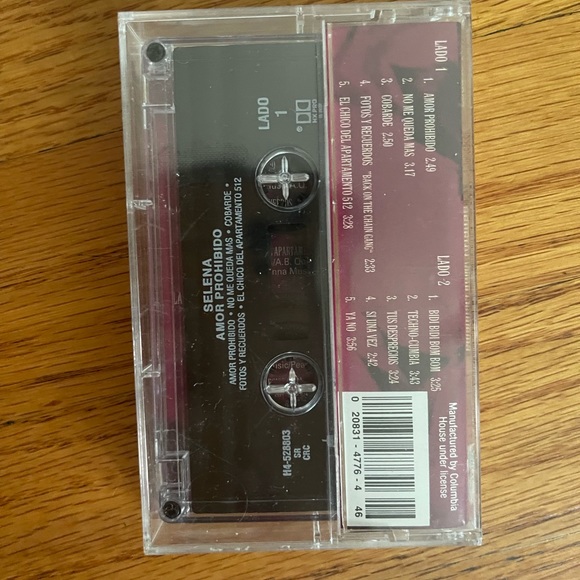 LADO 1
1. AMOR PROHIBIDO 2:49
2. NO ME QUEDA MAS 3.17
3. COBARDE 2.50
4. FOTOS Y RECUERDOS "BACK ON THE CHAIN GANG" 2:33
5. EL CHICO DEL APARTAMENTO 512 3:28
LADO 2
1. BIDI BIDI BOM BOM 3:25
2. TECHNO-CUMBIA 3:43
3. TUS DESPRECIOS 3:24
4. SI UNA VEZ 2:42
5. YA NO 3:56
Manufactured by Columbia
House under license
0 20831-4776-4 46
LADO
1
SELENA
AMOR PROHIBIDO
AMOR PROHIBIDO • NO ME QUEDA MAS • COBARDE •
FOTOS Y RECUERDOS • EL CHICO DEL APARTAMENTO 512
H4-528803
SR
CRC